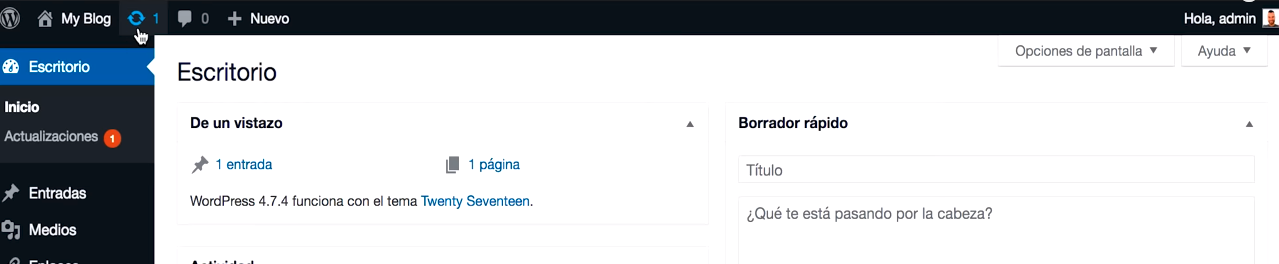 My Blog 1 0 Nuevo Hola, admin
Opciones de pantalla Ayuda
Escritorio
Escritorio
Inicio
Actualizaciones 1
Entradas
Medios
Enlaces
De un vistazo
1 entrada 1 página
WordPress 4.7.4 funciona con el tema Twenty Seventeen.
Actividad
Borrador rápido
Título
¿Qué te está pasando por la cabeza?